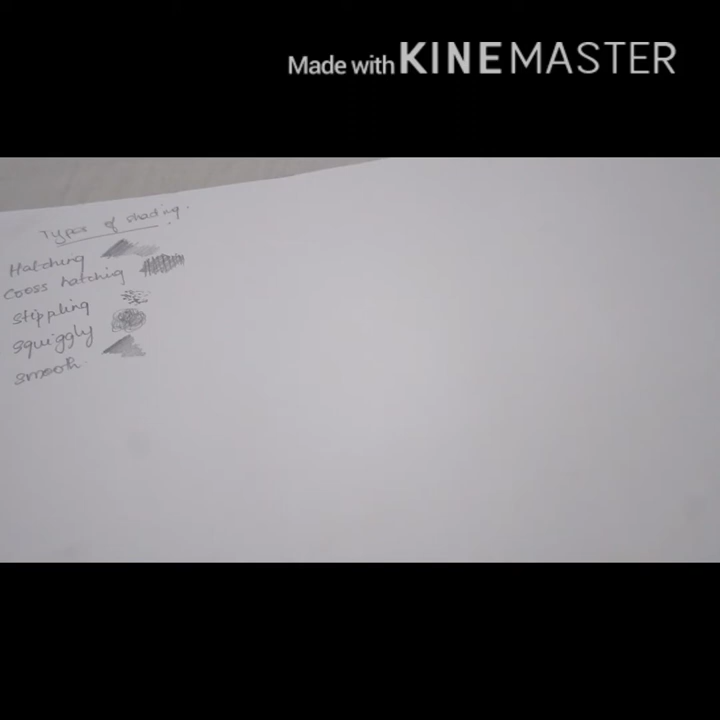 Made with KINEMASTER
Types of shading.
Hatching
Cross hatching
Stippling
squiggly
smooth.